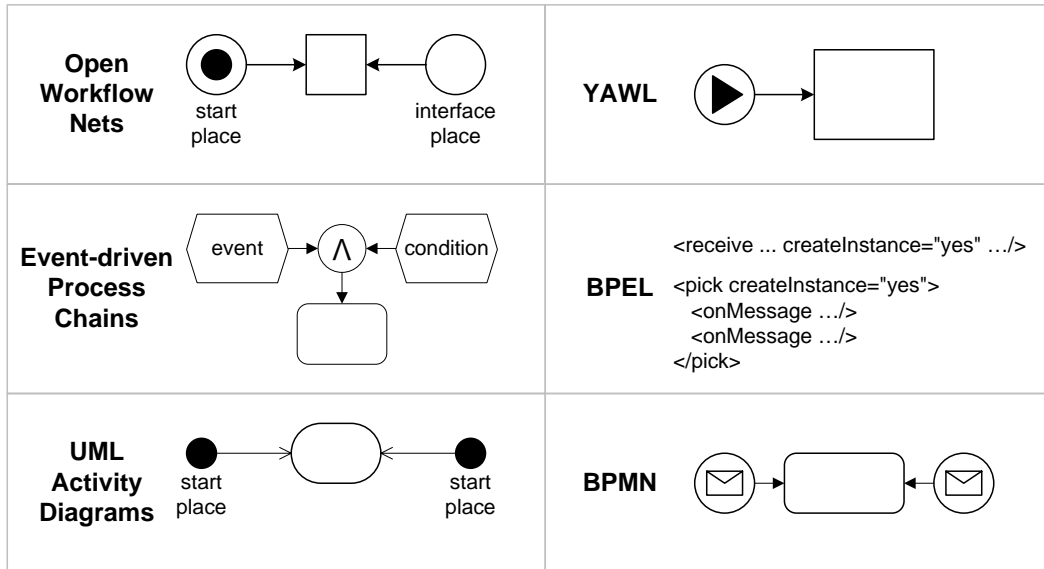 Open
Workflow
Nets
start
place
interface
place
YAWL
Event-driven
Process
Chains
event
Λ
condition
BPEL
<receive ... createInstance="yes" …/>
<pick createInstance="yes">
<onMessage …/>
<onMessage …/>
</pick>
UML
Activity
Diagrams
start
place
start
place
BPMN